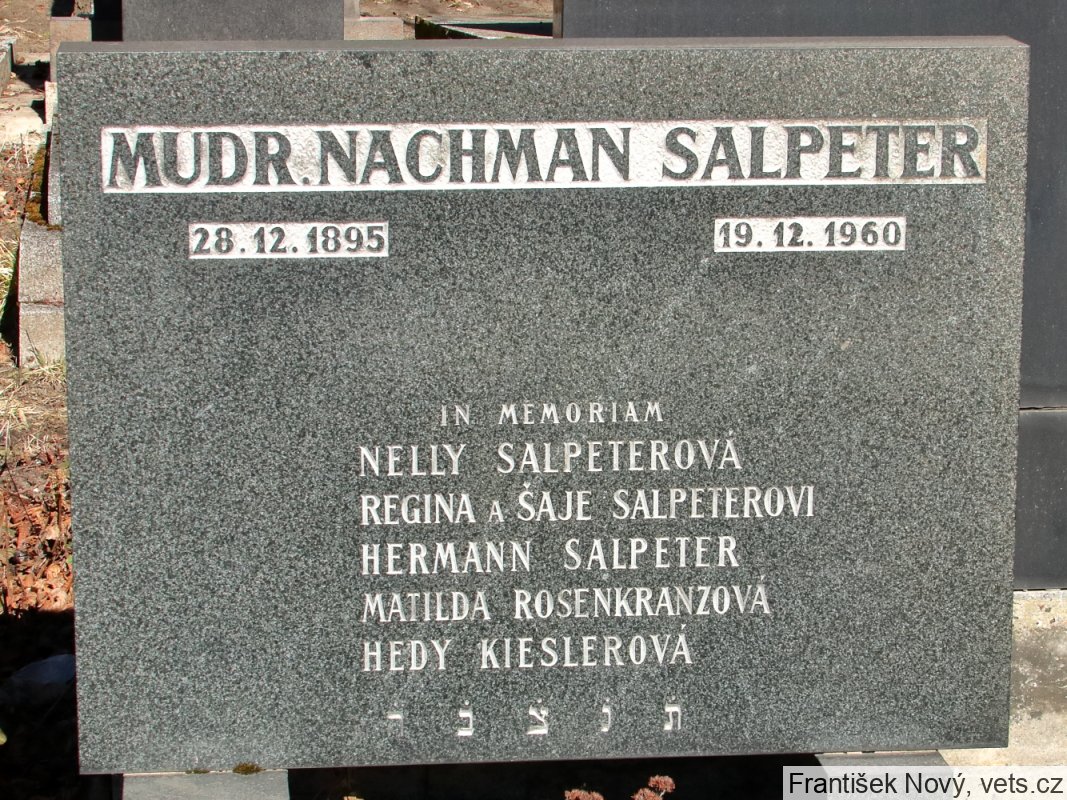 MUDR. NACHMAN SALPETER
28.12.1895 19.12.1960
IN MEMORIAM
NELLY SALPETEROVÁ
REGINA A ŠAJE SALPETEROVI
HERMANN SALPETER
MATILDA ROSENKRANZOVÁ
HEDY KIESLEROVÁ
ת נ צ ב ה
František Nový, vets.cz